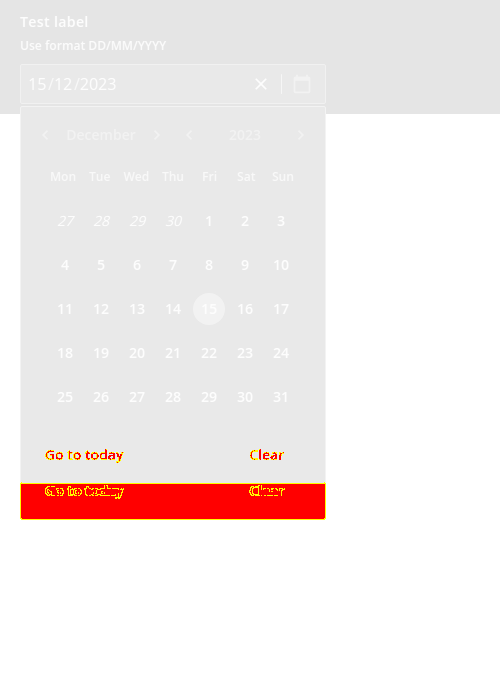 Test label
Use format DD/MM/YYYY
15/12/2023
December 2023
Mon Tue Wed Thu Fri Sat Sun
27 28 29 30 1 2 3
4 5 6 7 8 9 10
11 12 13 14 15 16 17
18 19 20 21 22 23 24
25 26 27 28 29 30 31
Go to today Clear
Go to today Clear